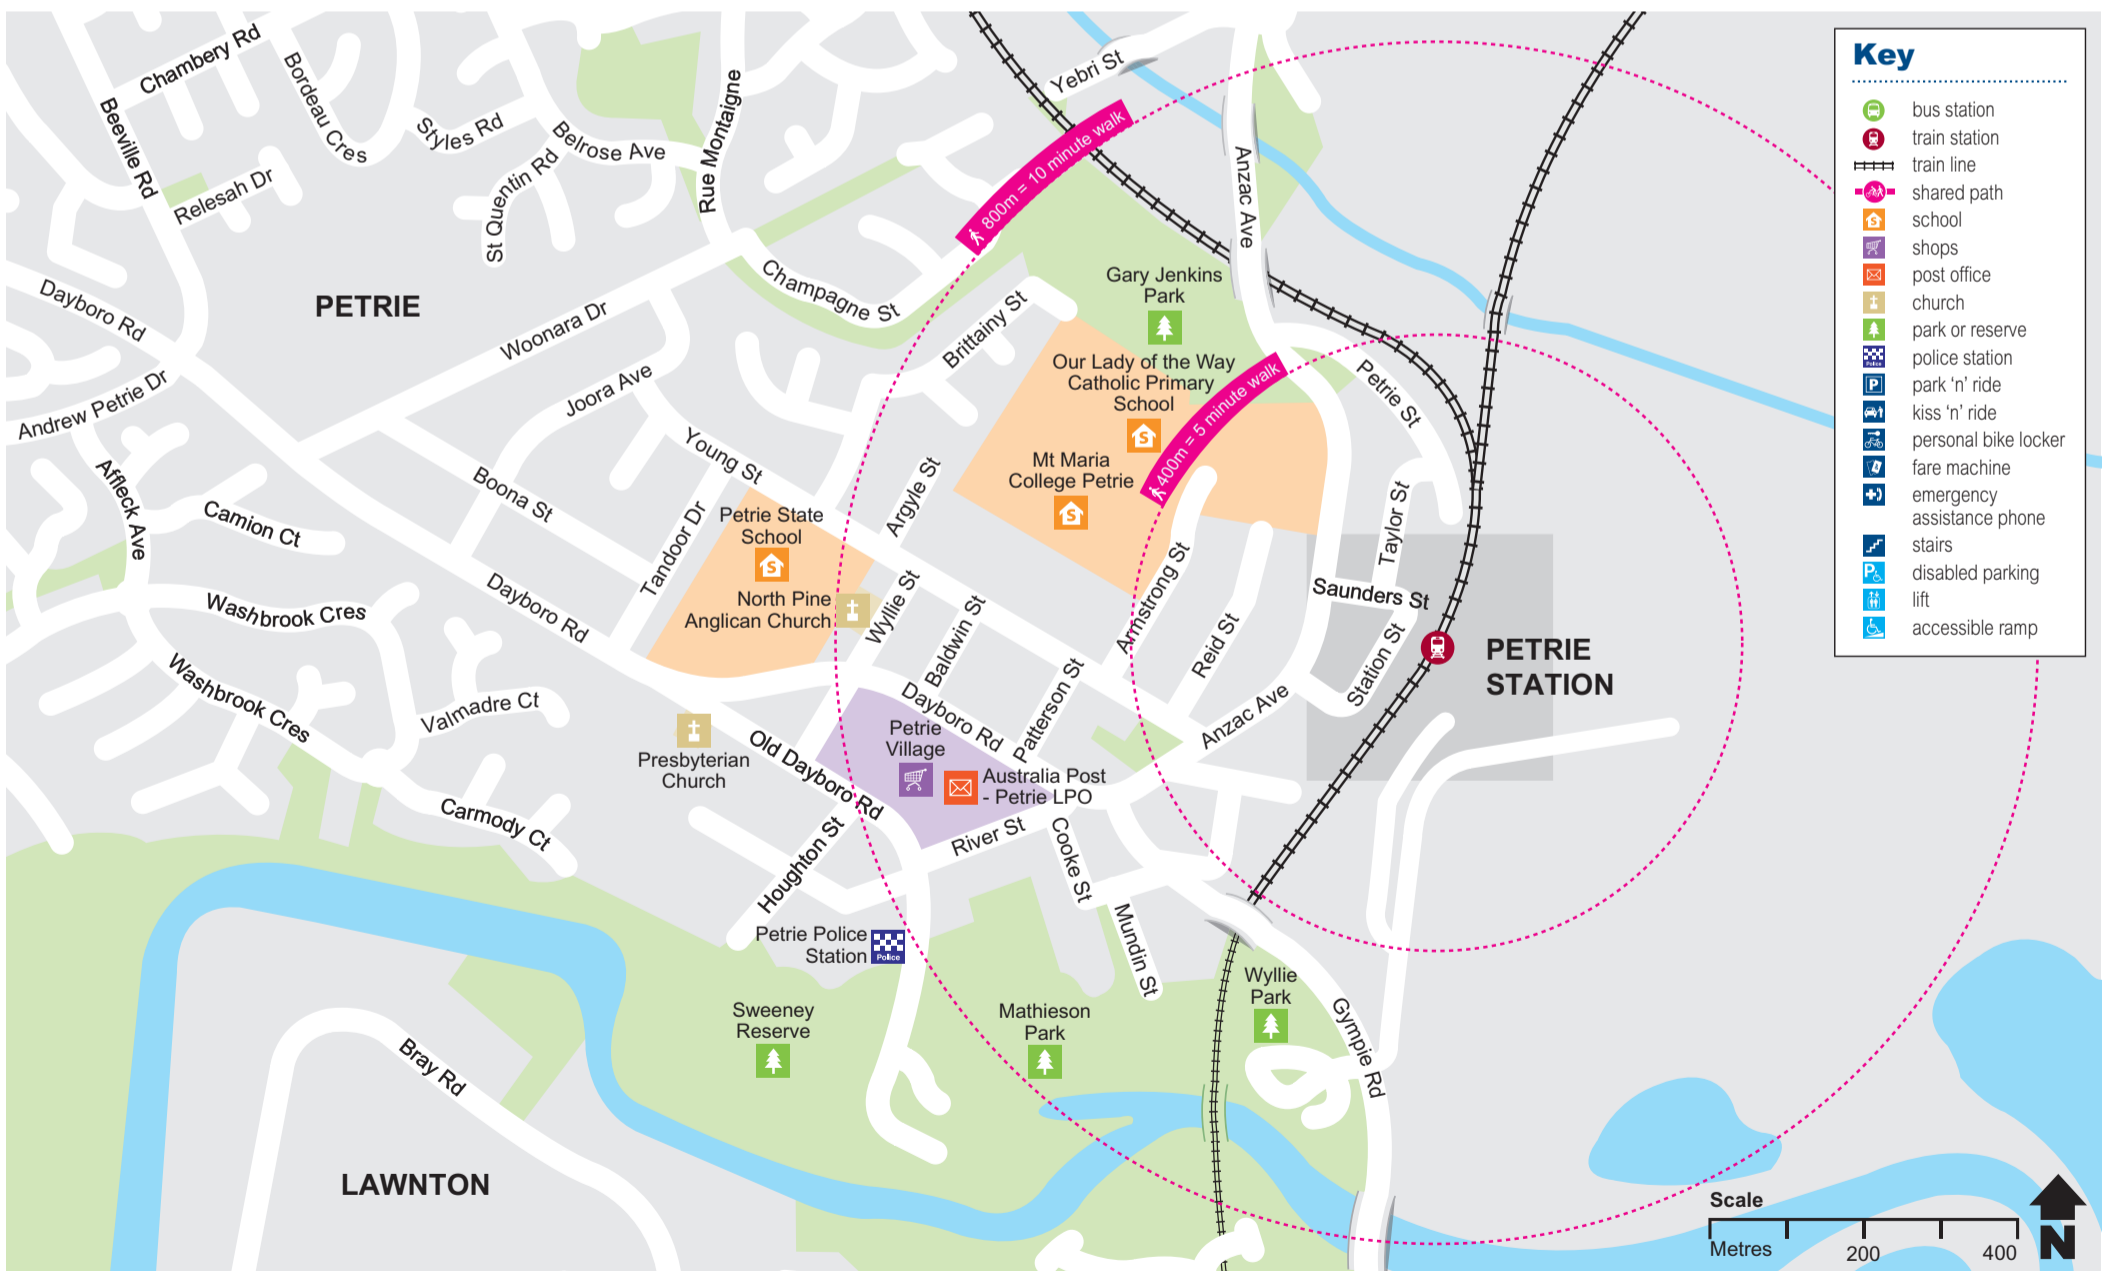 Chambery Rd
Bordeau Cres
Beeville Rd
Styles Rd
Belrose Ave
Rue Montaigne
Relesah Dr
St Quentin Rd
Yebri St
800m = 10 minute walk
Anzac Ave
Dayboro Rd
PETRIE
Woonara Dr
Champagne St
Brittainy St
Gary Jenkins
Park
Our Lady of the Way
Catholic Primary
School
400m = 5 minute walk
Petrie St
Andrew Petrie Dr
Joora Ave
Young St
Affleck Ave
Camion Ct
Boona St
Tandoor Dr
Argyle St
Mt Maria
College Petrie
Petrie State
School
North Pine
Anglican Church
Wyllie St
Baldwin St
Armstrong St
Reid St
Taylor St
Saunders St
Station St
PETRIE
STATION
Washbrook Cres
Dayboro Rd
Washbrook Cres
Valmadre Ct
Carmody Ct
Presbyterian
Church
Old Dayboro Rd
Petrie
Village
Dayboro Rd
Patterson St
Anzac Ave
Australia Post
- Petrie LPO
River St
Houghton St
Cooke St
Mundin St
Petrie Police
Station
Police
Sweeney
Reserve
Mathieson
Park
Wyllie
Park
Gympie Rd
Bray Rd
LAWNTON
Key
bus station
train station
train line
shared path
S school
shops
post office
church
park or reserve
Police police station
P park 'n' ride
kiss 'n' ride
personal bike locker
fare machine
emergency
assistance phone
stairs
P disabled parking
lift
accessible ramp
Scale
Metres 200 400
N